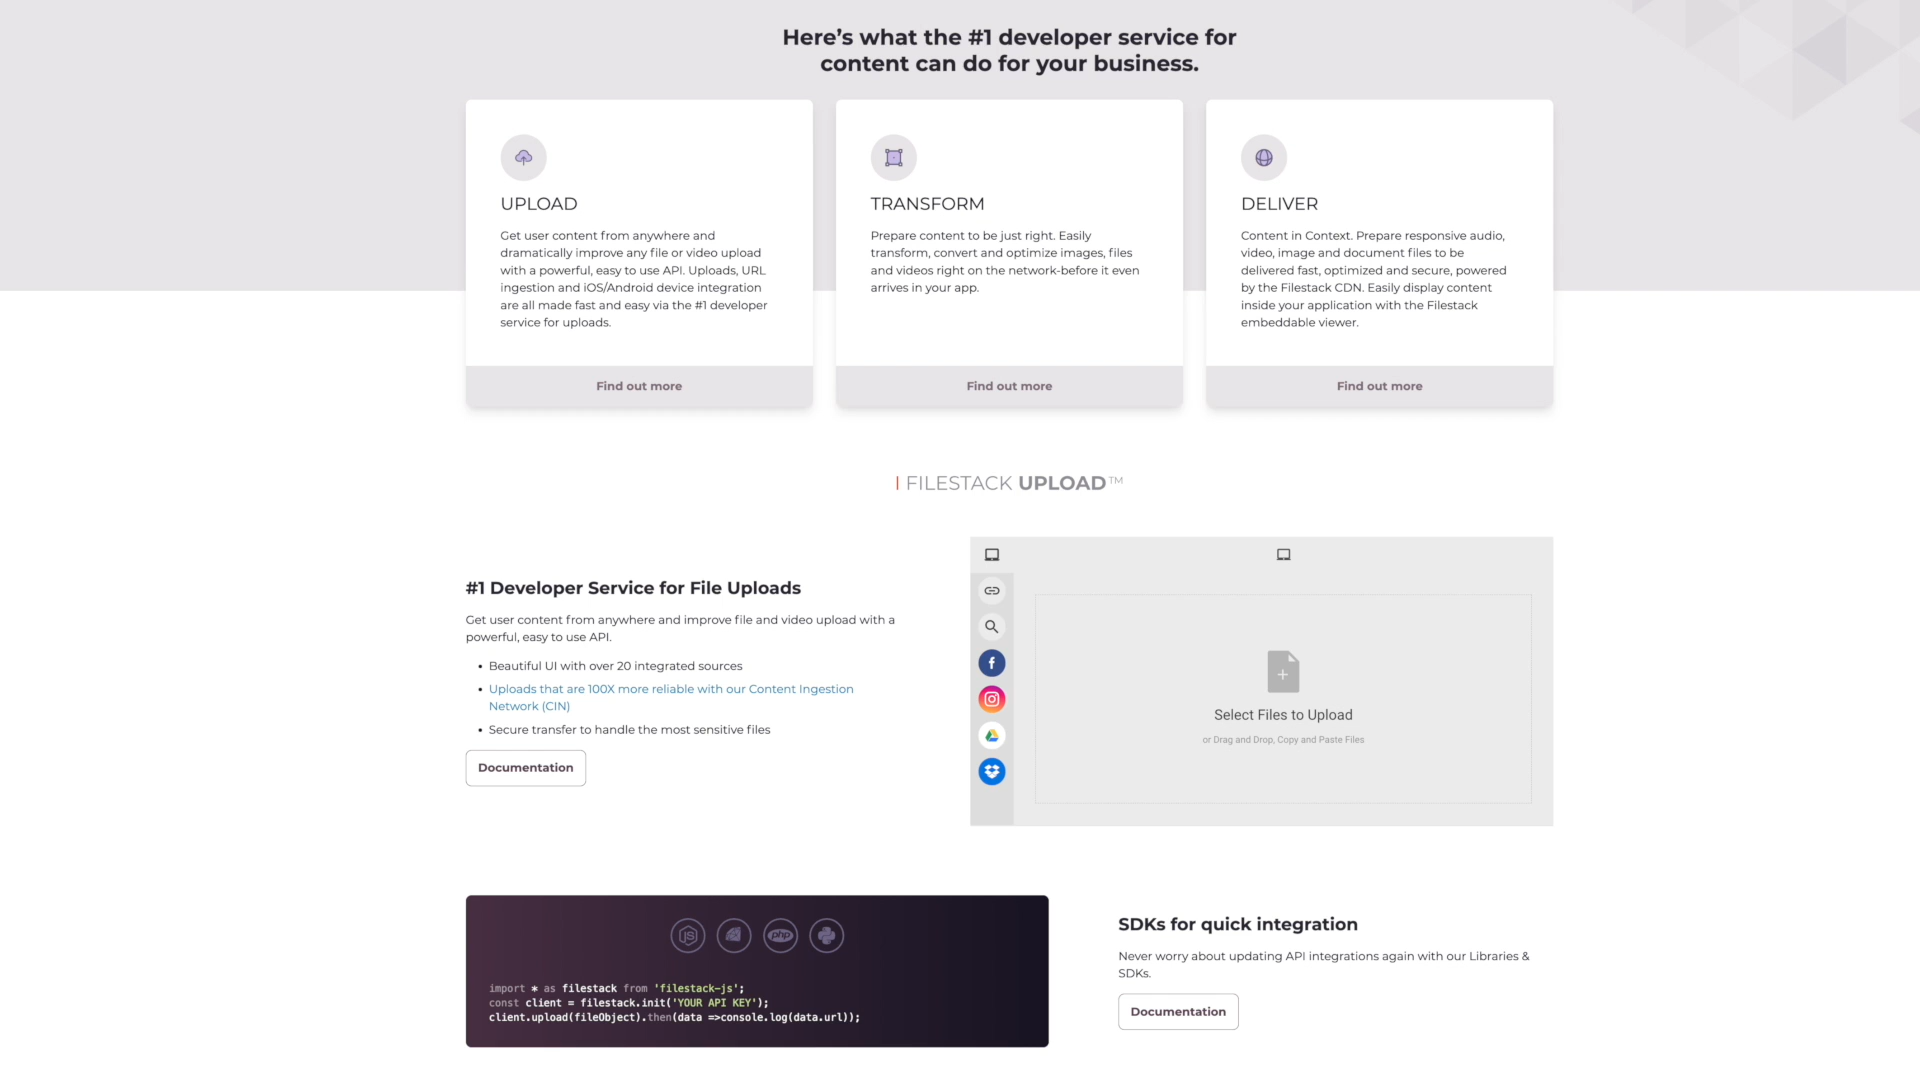 Here’s what the #1 developer service for
content can do for your business.
UPLOAD
Get user content from anywhere and
dramatically improve any file or video upload
with a powerful, easy to use API. Uploads, URL
ingestion and iOS/Android device integration
are all made fast and easy via the #1 developer
service for uploads.
Find out more
TRANSFORM
Prepare content to be just right. Easily
transform, convert and optimize images, files
and videos right on the network-before it even
arrives in your app.
Find out more
DELIVER
Content in Context. Prepare responsive audio,
video, image and document files to be
delivered fast, optimized and secure, powered
by the Filestack CDN. Easily display content
inside your application with the Filestack
embeddable viewer.
Find out more
FILESTACK UPLOAD™
#1 Developer Service for File Uploads
Get user content from anywhere and improve file and video upload with a
powerful, easy to use API.
• Beautiful UI with over 20 integrated sources
• Uploads that are 100X more reliable with our Content Ingestion
Network (CIN)
• Secure transfer to handle the most sensitive files
Documentation
Select Files to Upload
or Drag and Drop, Copy and Paste Files
JS
php
import * as filestack from 'filestack-js';
const client = filestack.init('YOUR API KEY');
client.upload(fileObject).then(data =>console.log(data.url));
SDKs for quick integration
Never worry about updating API integrations again with our Libraries &
SDKs.
Documentation